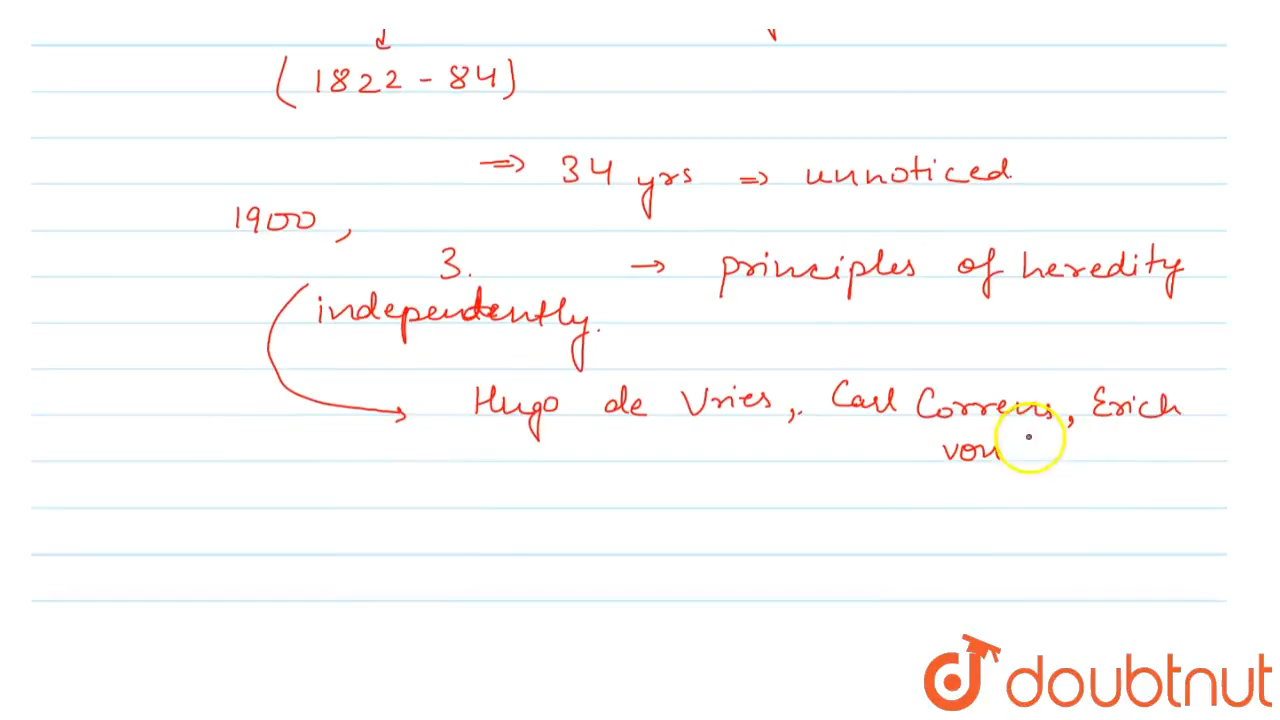 (1822-84)
⇒ 34 yrs ⇒ unnoticed
1900,
3. → principles of heredity
independently.
→ Hugo de Vries, Carl Correns, Erich
von
doubtnut